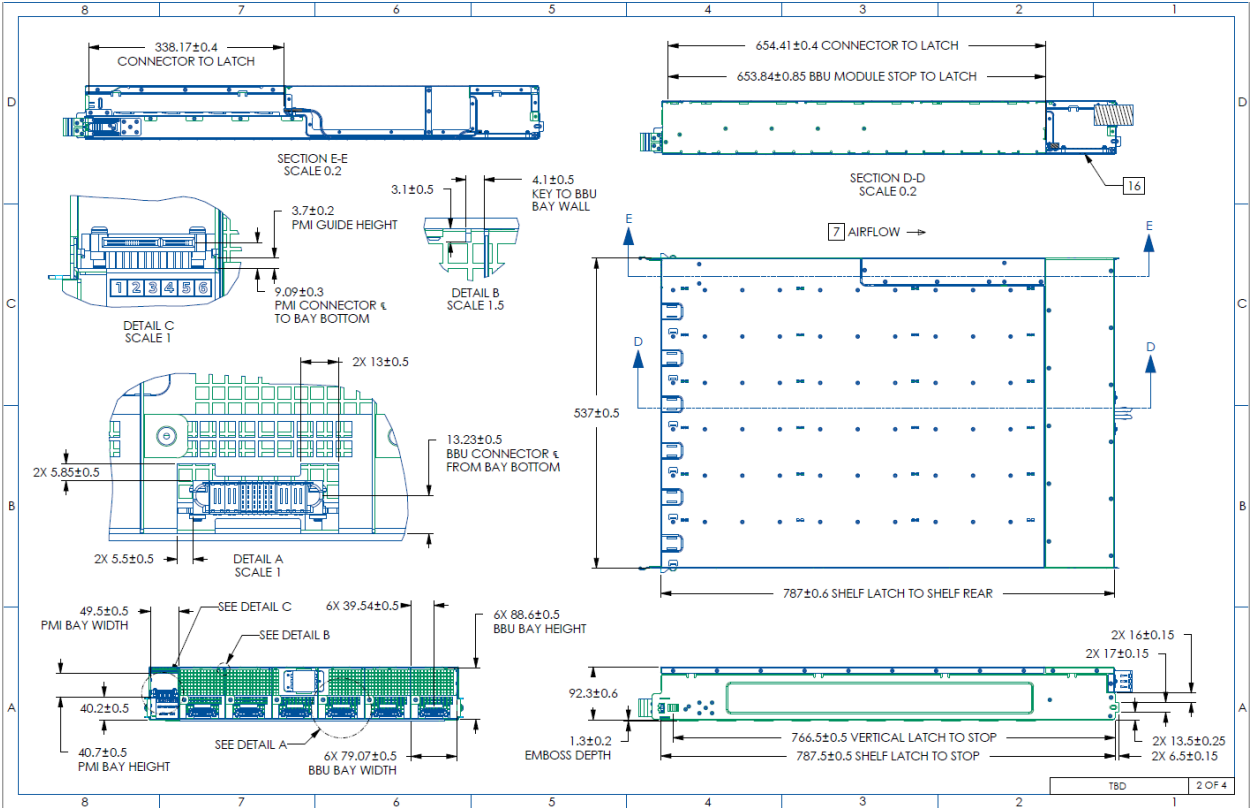 8 7 6 5 4 3 2 1
D
C
B
A
338.17±0.4
CONNECTOR TO LATCH
SECTION E-E
SCALE 0.2
654.41±0.4 CONNECTOR TO LATCH
653.84±0.85 BBU MODULE STOP TO LATCH
SECTION D-D
SCALE 0.2
16
3.7±0.2
PMI GUIDE HEIGHT
1 2 3 4 5 6
9.09±0.3
PMI CONNECTOR ℄
TO BAY BOTTOM
DETAIL C
SCALE 1
3.1±0.5
4.1±0.5
KEY TO BBU
BAY WALL
DETAIL B
SCALE 1.5
7 AIRFLOW
E
E
D
D
537±0.5
787±0.6 SHELF LATCH TO SHELF REAR
2X 13±0.5
13.23±0.5
BBU CONNECTOR ℄
FROM BAY BOTTOM
2X 5.85±0.5
2X 5.5±0.5
DETAIL A
SCALE 1
49.5±0.5
PMI BAY WIDTH
SEE DETAIL C
SEE DETAIL B
6X 39.54±0.5
6X 88.6±0.5
BBU BAY HEIGHT
40.2±0.5
40.7±0.5
PMI BAY HEIGHT
SEE DETAIL A
6X 79.07±0.5
BBU BAY WIDTH
92.3±0.6
1.3±0.2
EMBOSS DEPTH
766.5±0.5 VERTICAL LATCH TO STOP
787.5±0.5 SHELF LATCH TO STOP
2X 16±0.15
2X 17±0.15
2X 13.5±0.25
2X 6.5±0.15
TBD
2 OF 4
D
C
B
A
8 7 6 5 4 3 2 1